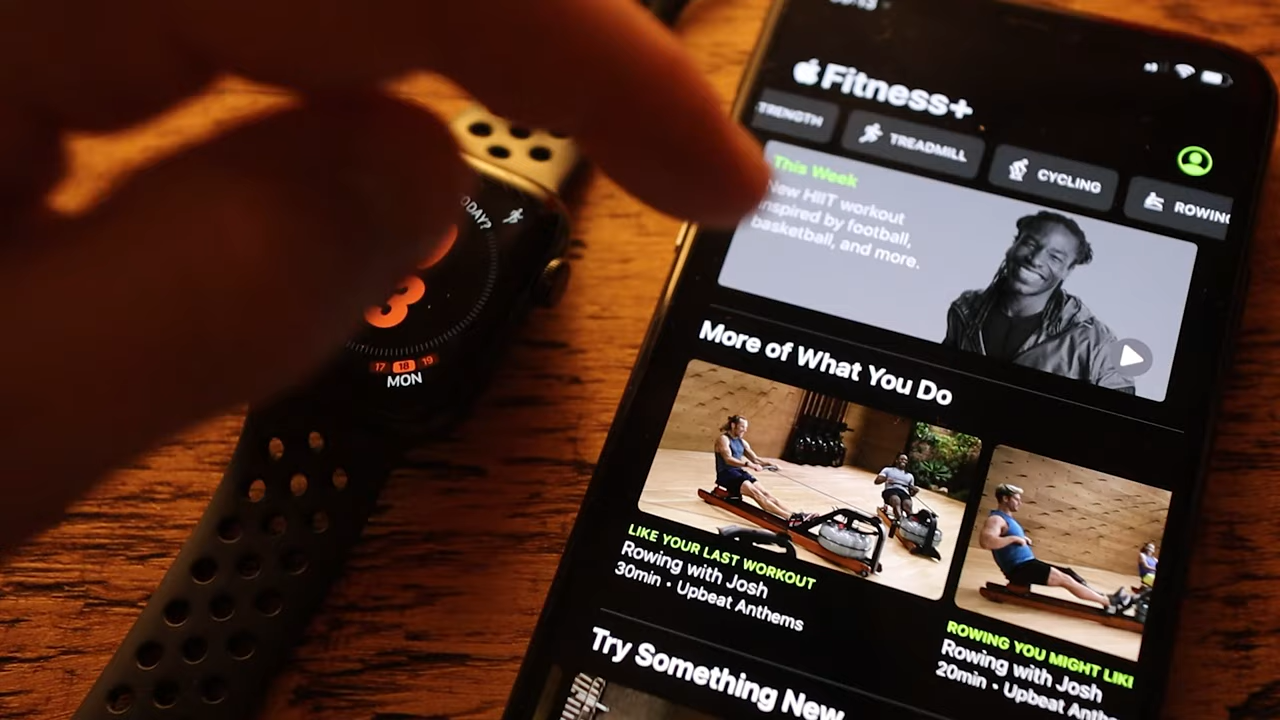 Fitness+
TRENGTH
TREADMILL
CYCLING
ROWING
This Week
New HIIT workout
inspired by football,
basketball, and more.
More of What You Do
LIKE YOUR LAST WORKOUT
Rowing with Josh
30min • Upbeat Anthems
ROWING YOU MIGHT LIKE
Rowing with Josh
20min • Upbeat Anth
Try Something New
ODAY?
3
17 18 19
MON